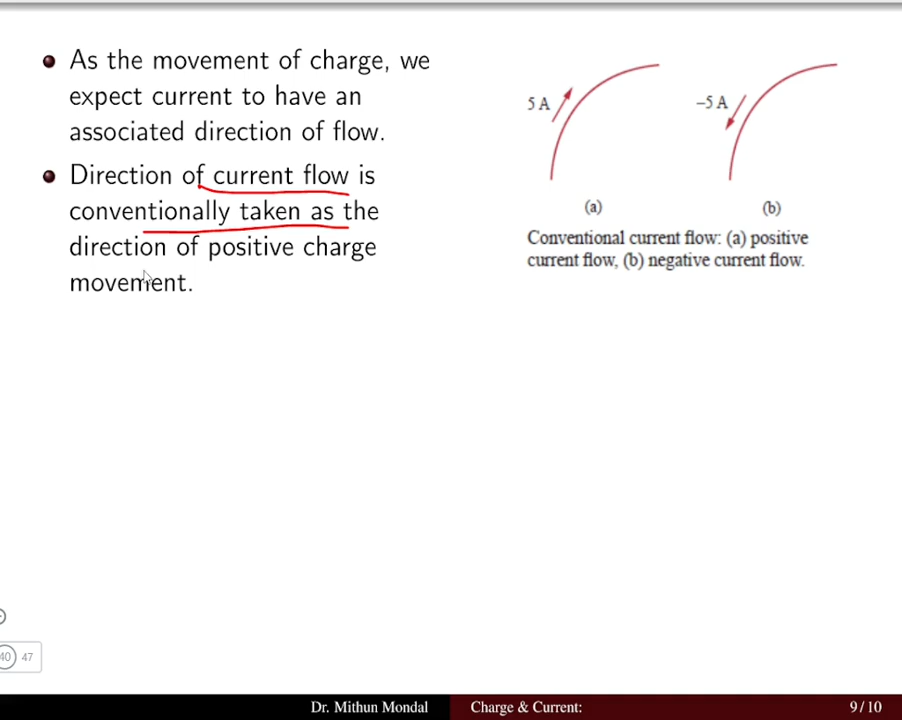 As the movement of charge, we
expect current to have an
associated direction of flow.
Direction of current flow is
conventionally taken as the
direction of positive charge
movement.
5 A
–5 A
(a)
(b)
Conventional current flow: (a) positive
current flow, (b) negative current flow.
40 47
Dr. Mithun Mondal
Charge & Current:
9 / 10